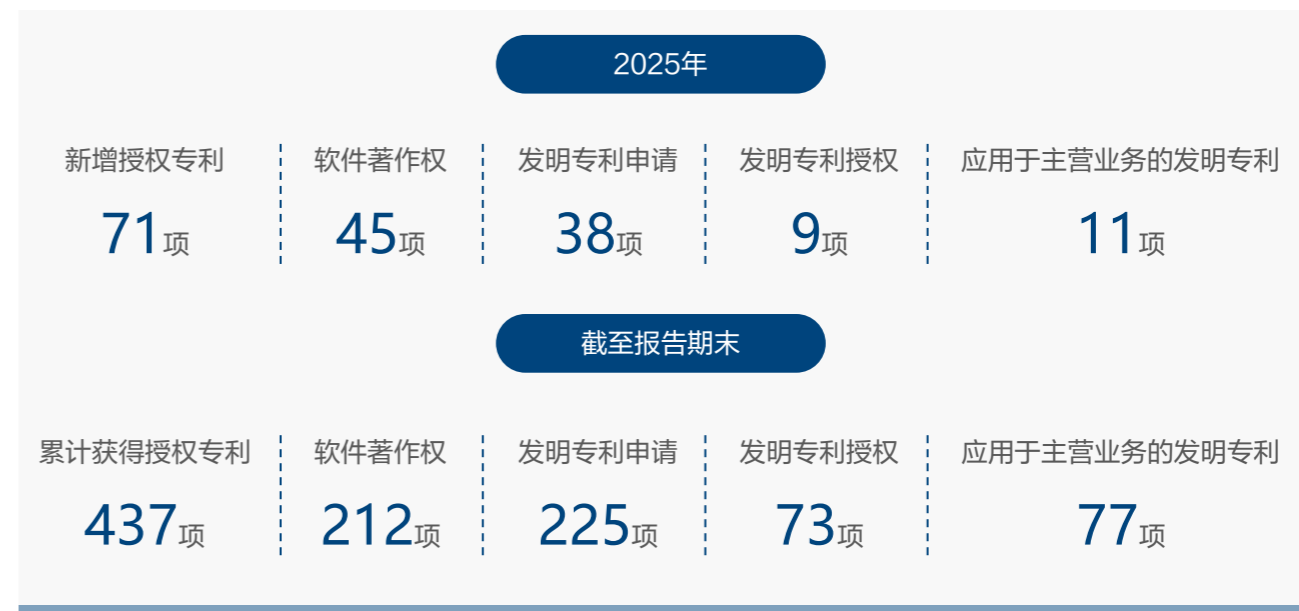 2025年
新增授权专利 软件著作权 发明专利申请 发明专利授权 应用于主营业务的发明专利
71项 45项 38项 9项 11项
截至报告期末
累计获得授权专利 软件著作权 发明专利申请 发明专利授权 应用于主营业务的发明专利
437项 212项 225项 73项 77项